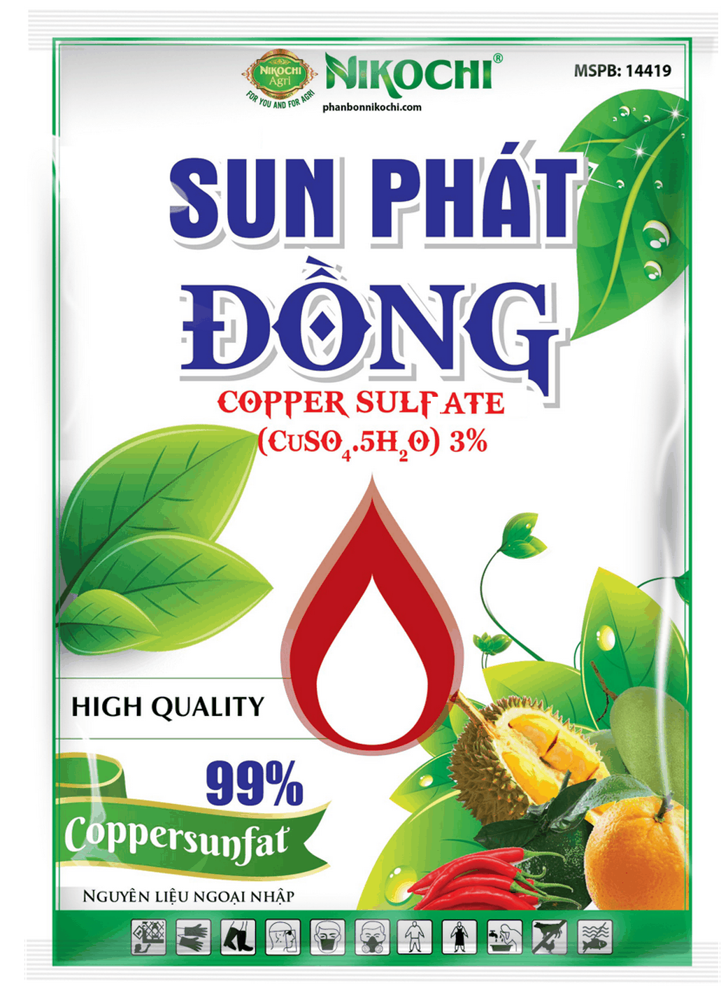 NIKOCHI
Agri
FOR YOU AND FOR AGRI
NIKOCHI®
phanbonnikochi.com
MSPB: 14419
SUN PHÁT
ĐỒNG
COPPER SULFATE
(CuSO4.5H2O) 3%
HIGH QUALITY
99%
Coppersunfat
NGUYÊN LIỆU NGOẠI NHẬP